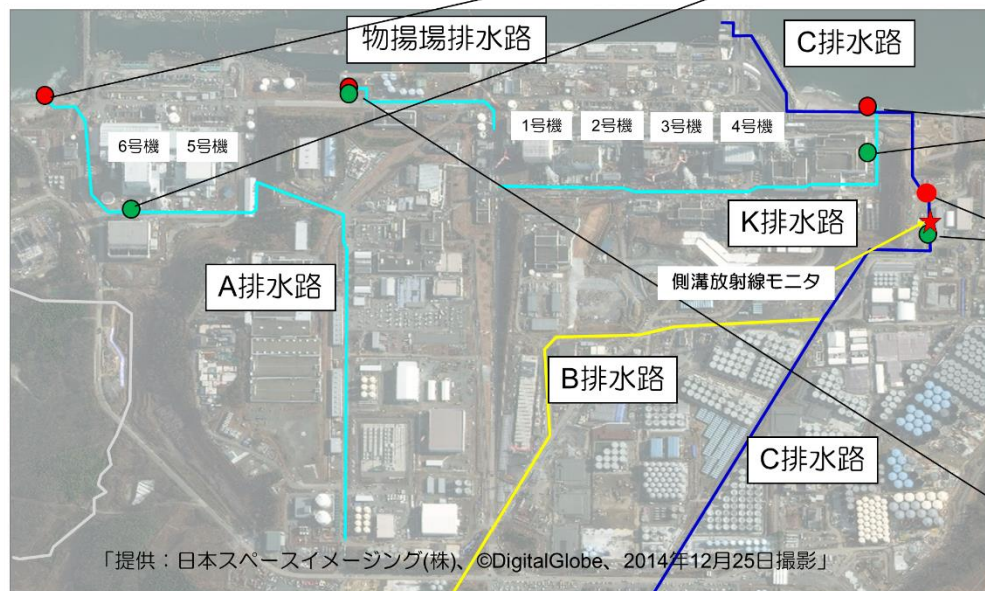 物揚場排水路
C排水路
6号機
5号機
1号機
2号機
3号機
4号機
K排水路
A排水路
側溝放射線モニタ
B排水路
C排水路
「提供：日本スペースイメージング(株)、©DigitalGlobe、2014年12月25日撮影」